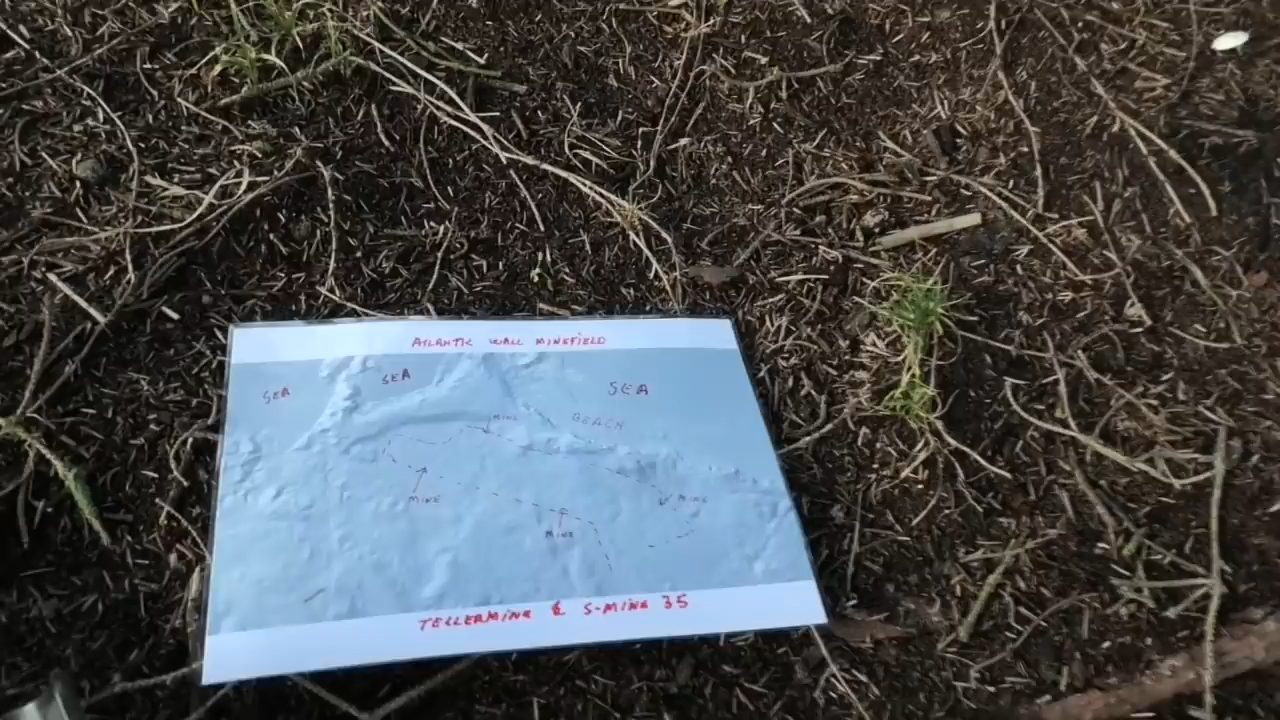 ATLANTIC WALL MINEFIELD
SEA
SEA
SEA
MINE
BEACH
MINE
MINE
MINE
TELLERMINE & S-MINE 35